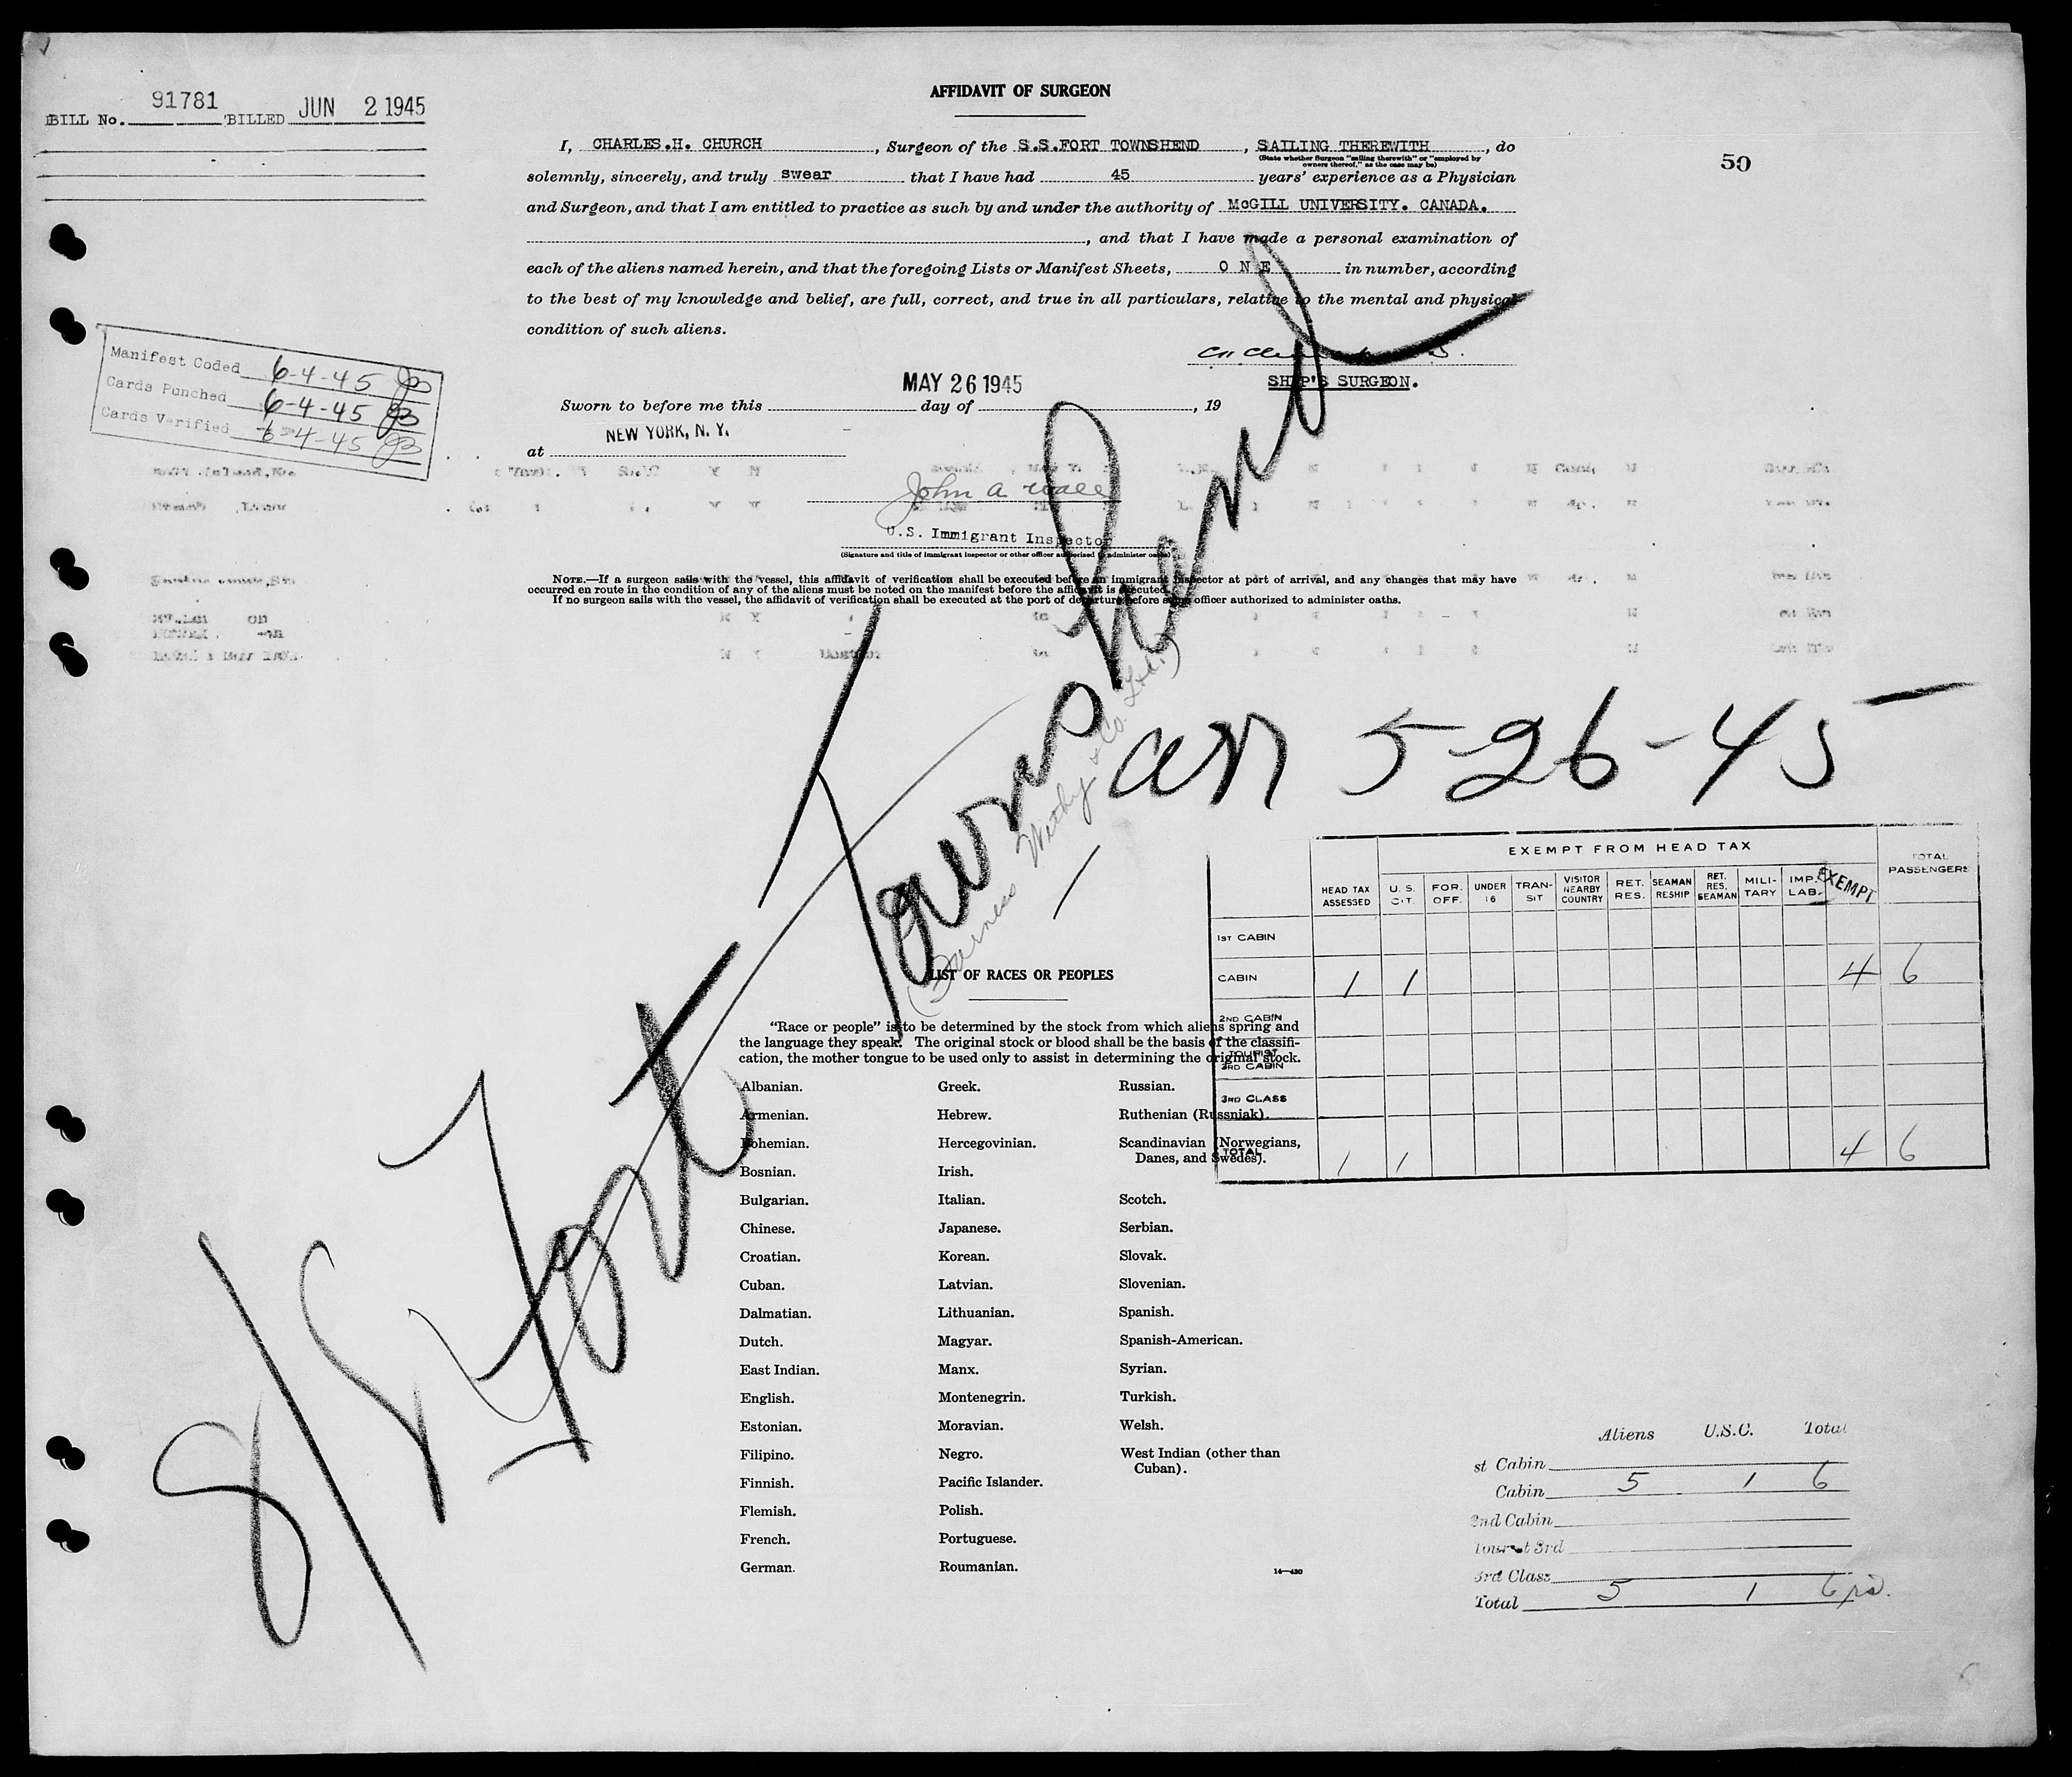 BILL No. 91781 BILLED JUN 2 1945
AFFIDAVIT OF SURGEON
50
I, CHARLES.H. CHURCH, Surgeon of the S.S.FORT TOWNSHEND, SAILING THEREWITH, do
(State whether Surgeon "sailing therewith" or "employed by
owners thereof," as the case may be)
solemnly, sincerely, and truly swear that I have had 45 years' experience as a Physician
and Surgeon, and that I am entitled to practice as such by and under the authority of McGILL UNIVERSITY. CANADA.
, and that I have made a personal examination of
each of the aliens named herein, and that the foregoing Lists or Manifest Sheets, O N E in number, according
to the best of my knowledge and belief, are full, correct, and true in all particulars, relative to the mental and physical
condition of such aliens.
SHIP'S SURGEON.
Manifest Coded 6-4-45
Cards Punched 6-4-45
Cards Verified 6-4-45
MAY 26 1945
Sworn to before me this day of , 19
NEW YORK, N. Y.
at
John A
U.S. Immigrant Inspector
(Signature and title of immigrant inspector or other officer authorized to administer oaths)
NOTE.—If a surgeon sails with the vessel, this affidavit of verification shall be executed before an immigrant inspector at port of arrival, and any changes that may have
occurred en route in the condition of any of the aliens must be noted on the manifest before the affidavit is executed.
If no surgeon sails with the vessel, the affidavit of verification shall be executed at the port of departure before some officer authorized to administer oaths.
S/S Fort Townshend
(Furness Withy & Co. Ltd.)
arr 5-26-45
EXEMPT FROM HEAD TAX
HEAD TAX ASSESSED U. S. CIT. FOR. OFF. UNDER 16 TRAN-SIT VISITOR NEARBY COUNTRY RET. RES. SEAMAN RESHIP RET. RES. SEAMAN MILI-TARY IMP. LAB. EXEMPT TOTAL PASSENGERS
1ST CABIN
CABIN 1 1 4 6
2ND CABIN
TOURIST
3RD CABIN
3RD CLASS
TOTAL 1 1 4 6
LIST OF RACES OR PEOPLES
"Race or people" is to be determined by the stock from which aliens spring and
the language they speak. The original stock or blood shall be the basis of the classifi-
cation, the mother tongue to be used only to assist in determining the original stock.
Albanian. Greek. Russian.
Armenian. Hebrew. Ruthenian (Russniak).
Bohemian. Hercegovinian. Scandinavian (Norwegians,
Danes, and Swedes).
Bosnian. Irish.
Bulgarian. Italian. Scotch.
Chinese. Japanese. Serbian.
Croatian. Korean. Slovak.
Cuban. Latvian. Slovenian.
Dalmatian. Lithuanian. Spanish.
Dutch. Magyar. Spanish-American.
East Indian. Manx. Syrian.
English. Montenegrin. Turkish.
Estonian. Moravian. Welsh.
Filipino. Negro. West Indian (other than
Cuban).
Finnish. Pacific Islander.
Flemish. Polish.
French. Portuguese.
German. Roumanian.
14—430
Aliens U.S.C. Total
st Cabin
Cabin 5 1 6
2nd Cabin
Tourist 3rd
3rd Class
Total 5 1 6